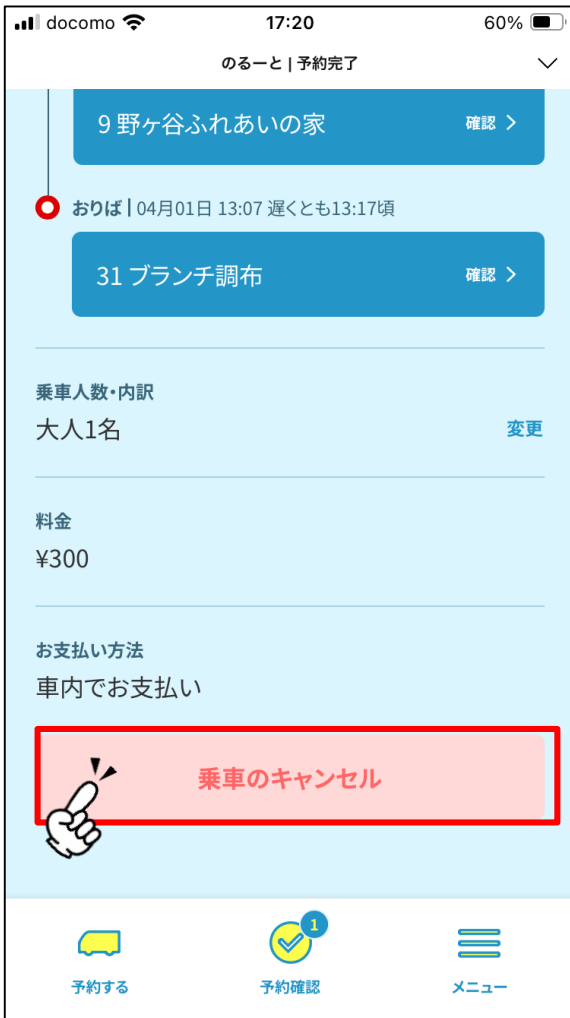 docomo 17:20 60%
のるーと | 予約完了
9 野ヶ谷ふれあいの家 確認
おりば | 04月01日 13:07 遅くとも13:17頃
31 ブランチ調布 確認
乗車人数・内訳
大人1名 変更
料金
¥300
お支払い方法
車内でお支払い
乗車のキャンセル
1
予約する 予約確認 メニュー